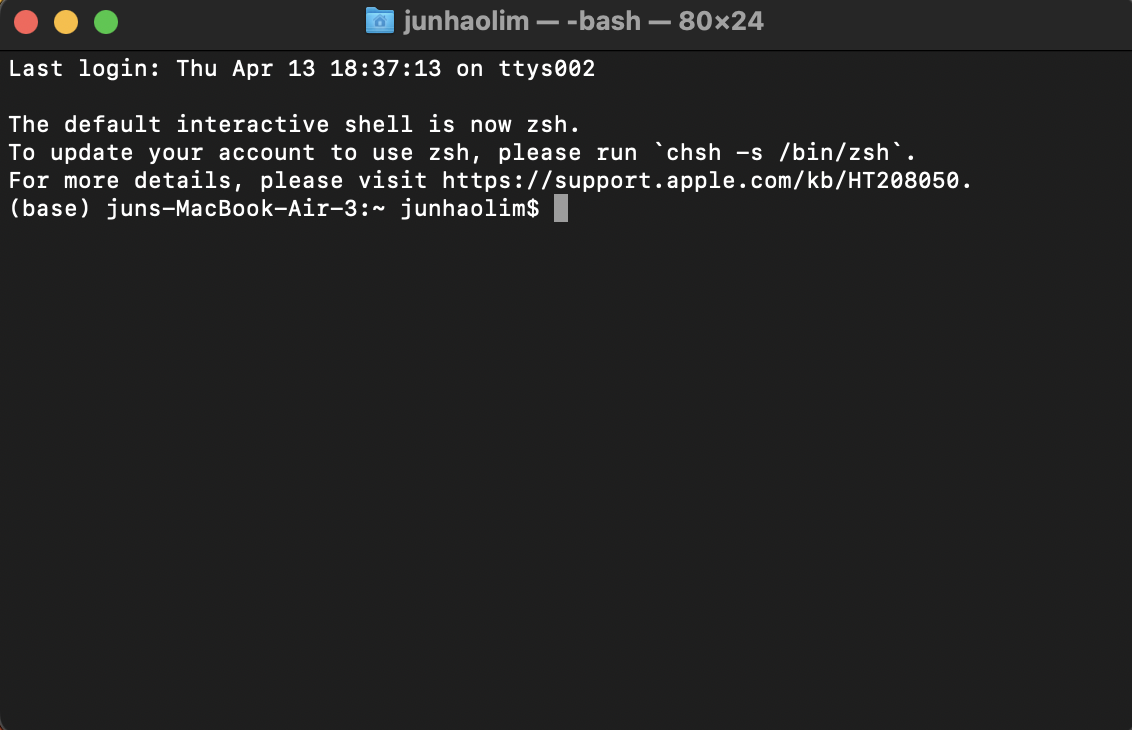 junhaolim — -bash — 80×24
Last login: Thu Apr 13 18:37:13 on ttys002
The default interactive shell is now zsh.
To update your account to use zsh, please run `chsh -s /bin/zsh`.
For more details, please visit https://support.apple.com/kb/HT208050.
(base) juns-MacBook-Air-3:~ junhaolim$